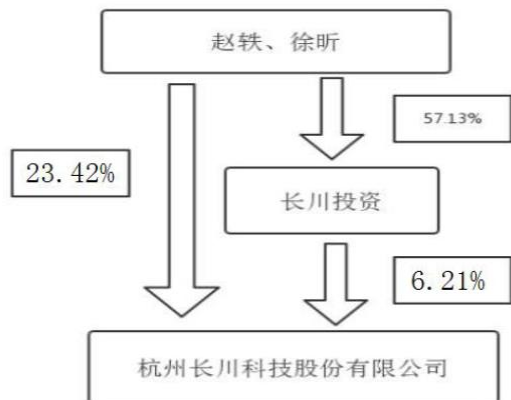 赵轶、徐昕
57.13%
23.42%
长川投资
6.21%
杭州长川科技股份有限公司